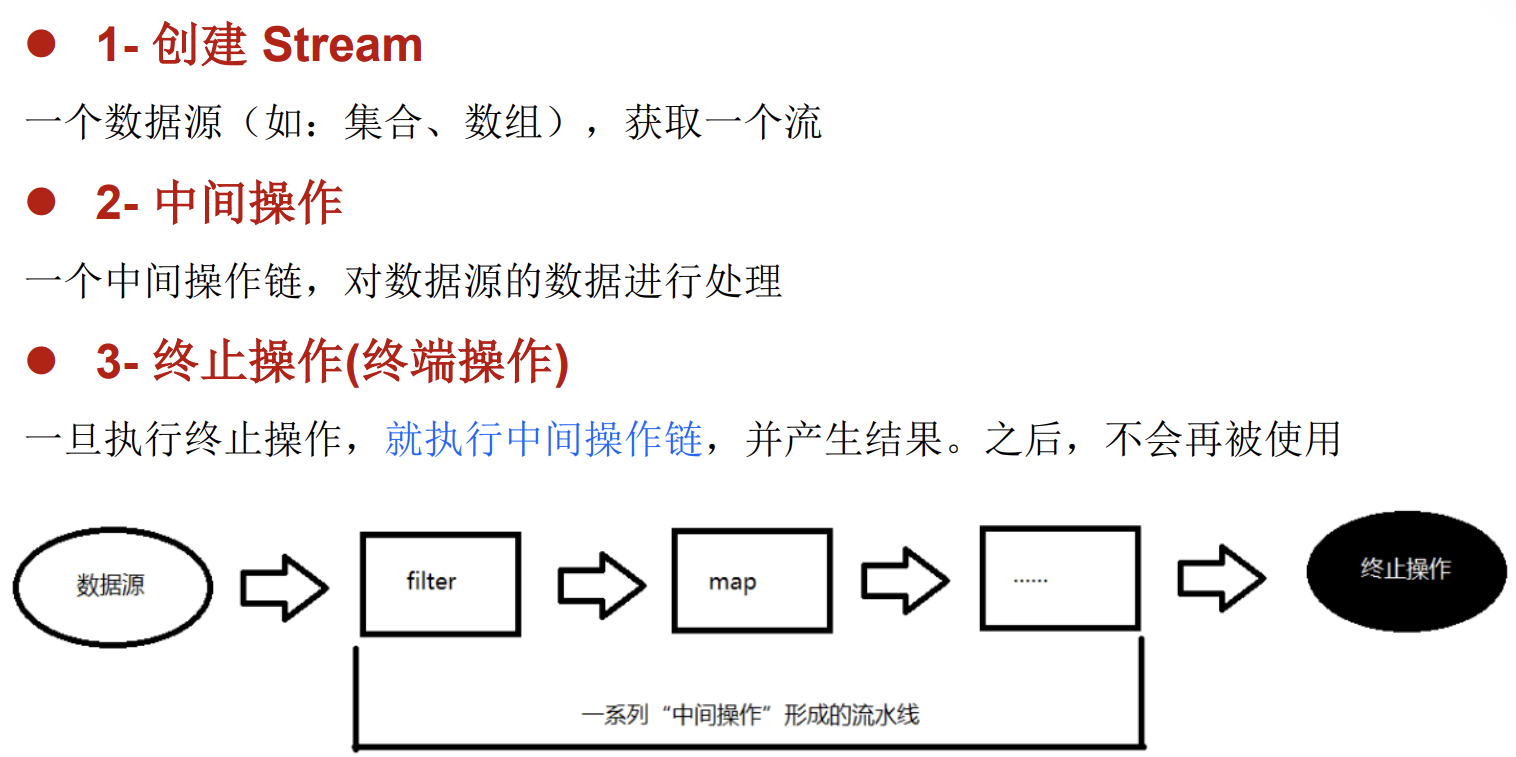 ● 1- 创建 Stream
一个数据源（如：集合、数组），获取一个流
● 2- 中间操作
一个中间操作链，对数据源的数据进行处理
● 3- 终止操作(终端操作)
一旦执行终止操作，就执行中间操作链，并产生结果。之后，不会再被使用
数据源 filter map ...... 终止操作
一系列“中间操作”形成的流水线